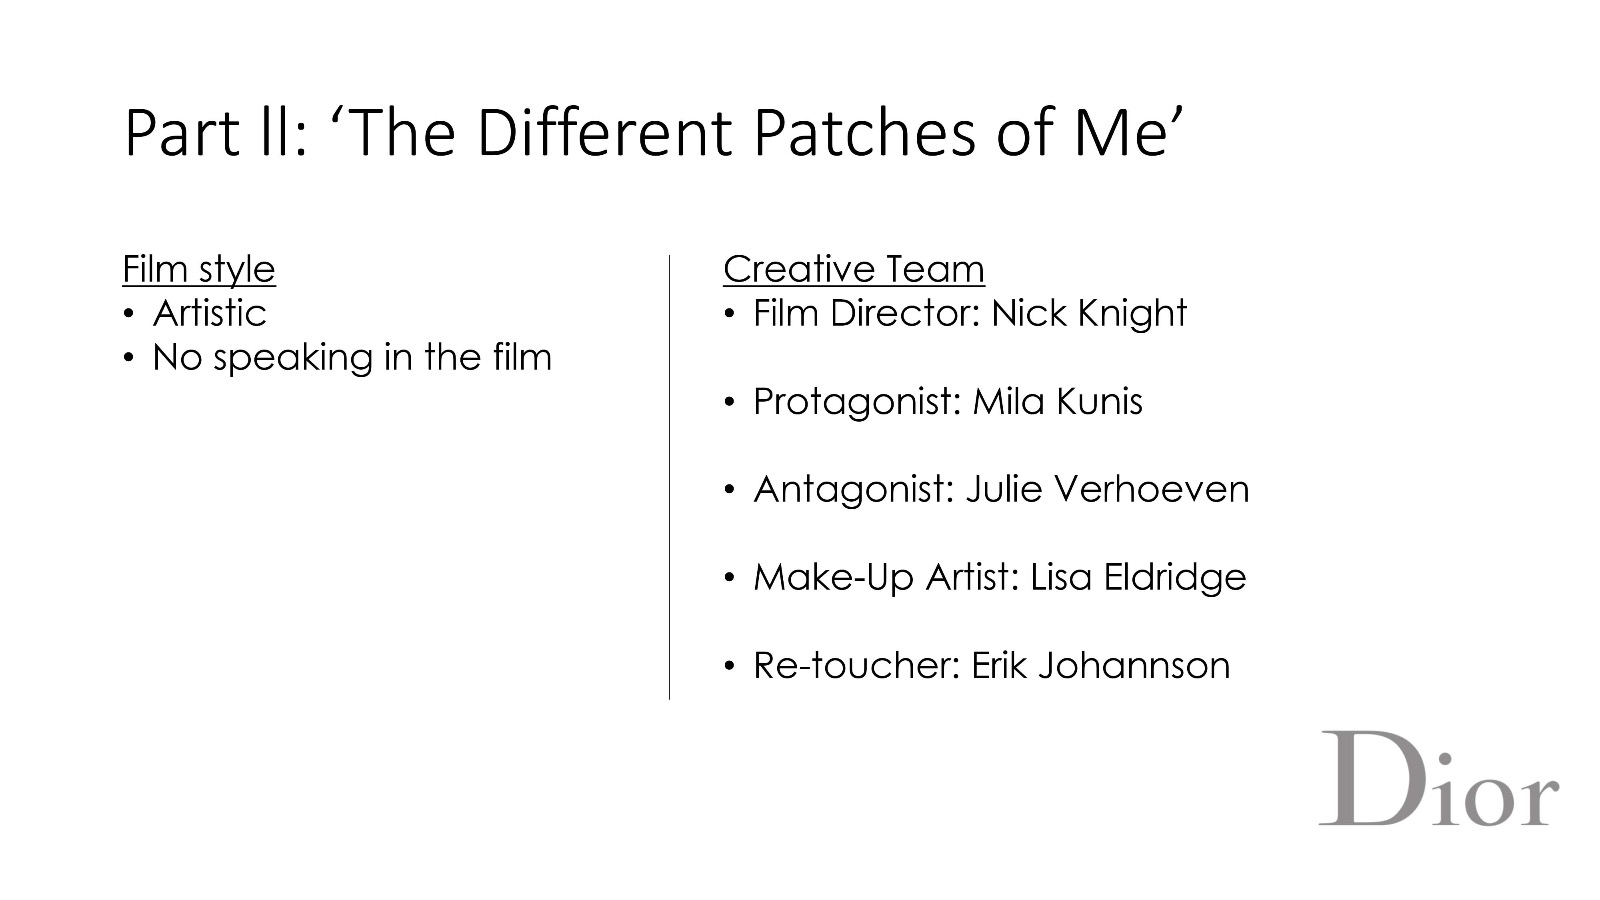 Part ll: ‘The Different Patches of Me’
Film style
• Artistic
• No speaking in the film
Creative Team
• Film Director: Nick Knight
• Protagonist: Mila Kunis
• Antagonist: Julie Verhoeven
• Make-Up Artist: Lisa Eldridge
• Re-toucher: Erik Johannson
Dior